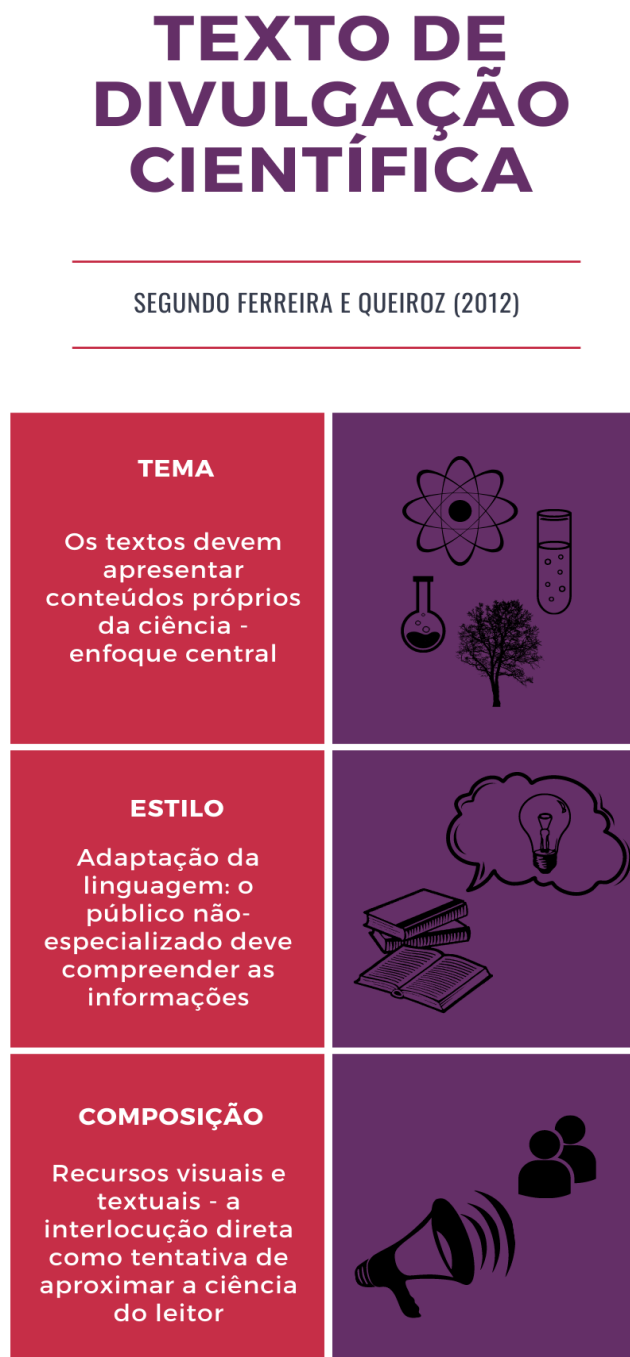 TEXTO DE
DIVULGAÇÃO
CIENTÍFICA
SEGUNDO FERREIRA E QUEIROZ (2012)
TEMA
Os textos devem
apresentar
conteúdos próprios
da ciência -
enfoque central
ESTILO
Adaptação da
linguagem: o
público não-
especializado deve
compreender as
informações
COMPOSIÇÃO
Recursos visuais e
textuais - a
interlocução direta
como tentativa de
aproximar a ciência
do leitor